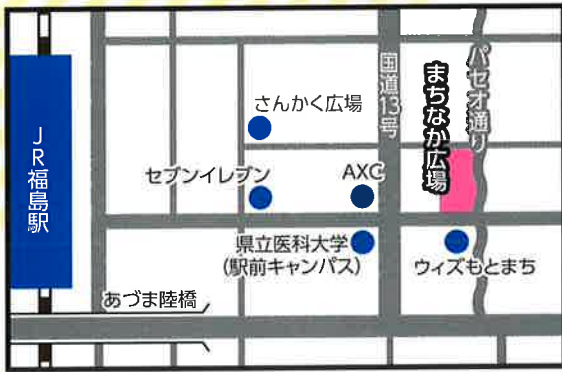 JR福島駅
さんかく広場
セブンイレブン
AXC
国道13号
まちなか広場
パセオ通り
県立医科大学
(駅前キャンパス)
ウィズもとまち
あづま陸橋